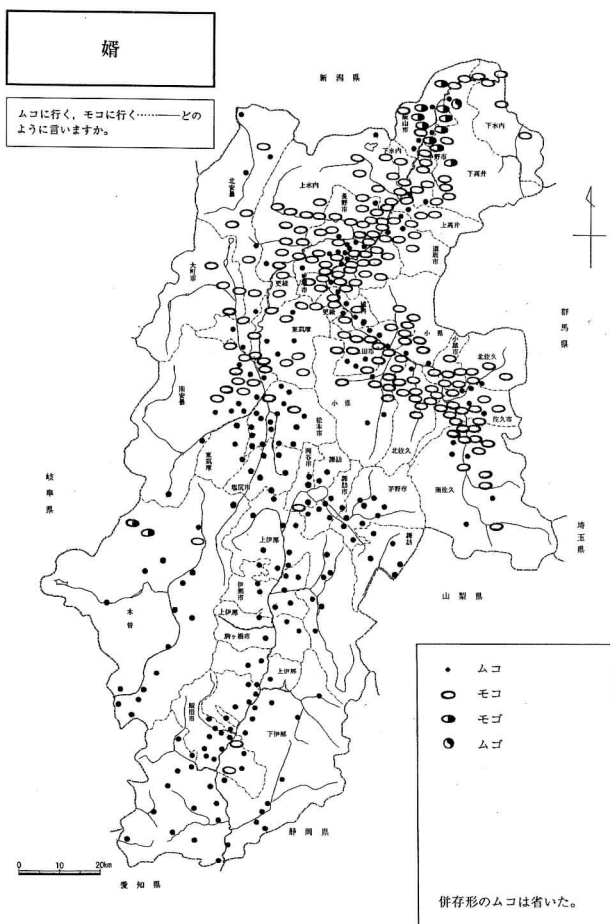 婿
ムコに行く，モコに行く………――どの
ように言いますか。
新潟県
下水内
飯山市
下水内
下高井
北安曇
上水内
長野市
上高井
須坂市
大町市
更級
更級
群馬県
東筑摩
小県
上田市
北佐久
南安曇
小県
佐久市
松本市
東筑摩
岡谷市
諏訪
北佐久
岐阜県
塩尻市
諏訪市
茅野市
南佐久
埼玉県
諏訪
上伊那
山梨県
伊那市
木曽
上伊那
駒ヶ根市
上伊那
飯田市
下伊那
静岡県
愛知県
0 10 20km
ムコ
モコ
モゴ
ムゴ
併存形のムコは省いた。